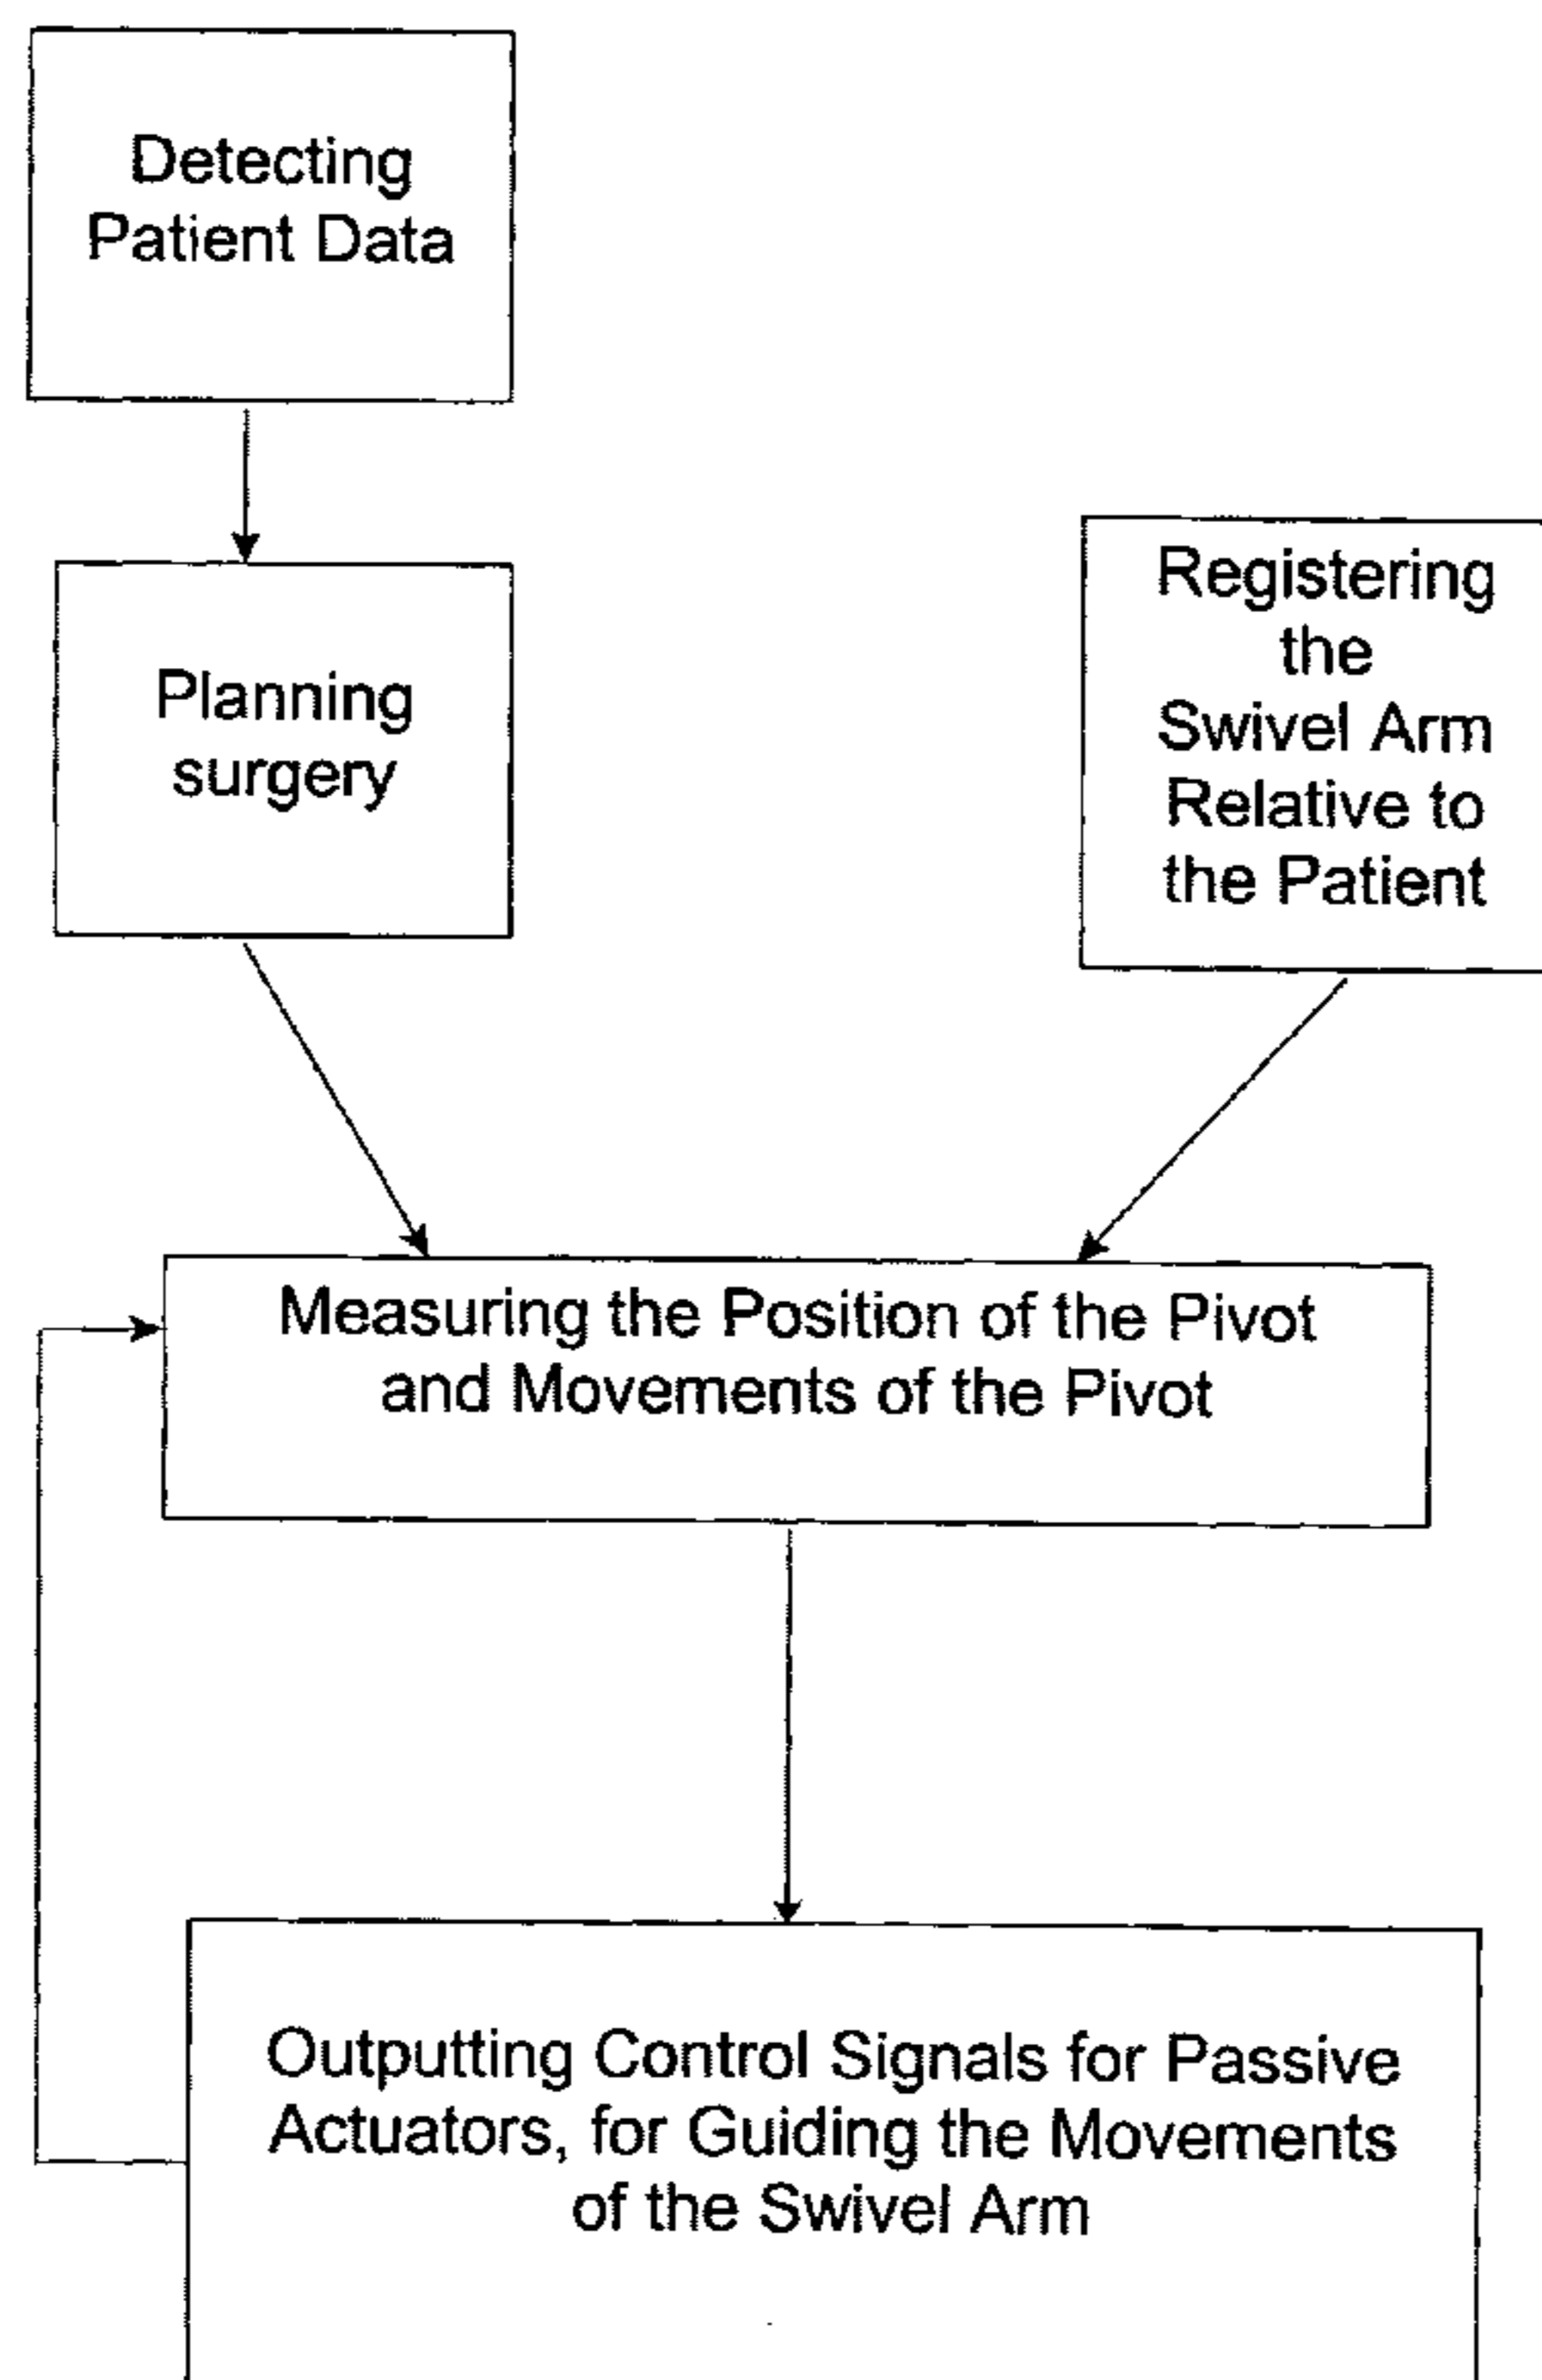 Detecting
Patient Data
Planning
surgery
Registering
the
Swivel Arm
Relative to
the Patient
Measuring the Position of the Pivot
and Movements of the Pivot
Outputting Control Signals for Passive
Actuators, for Guiding the Movements
of the Swivel Arm